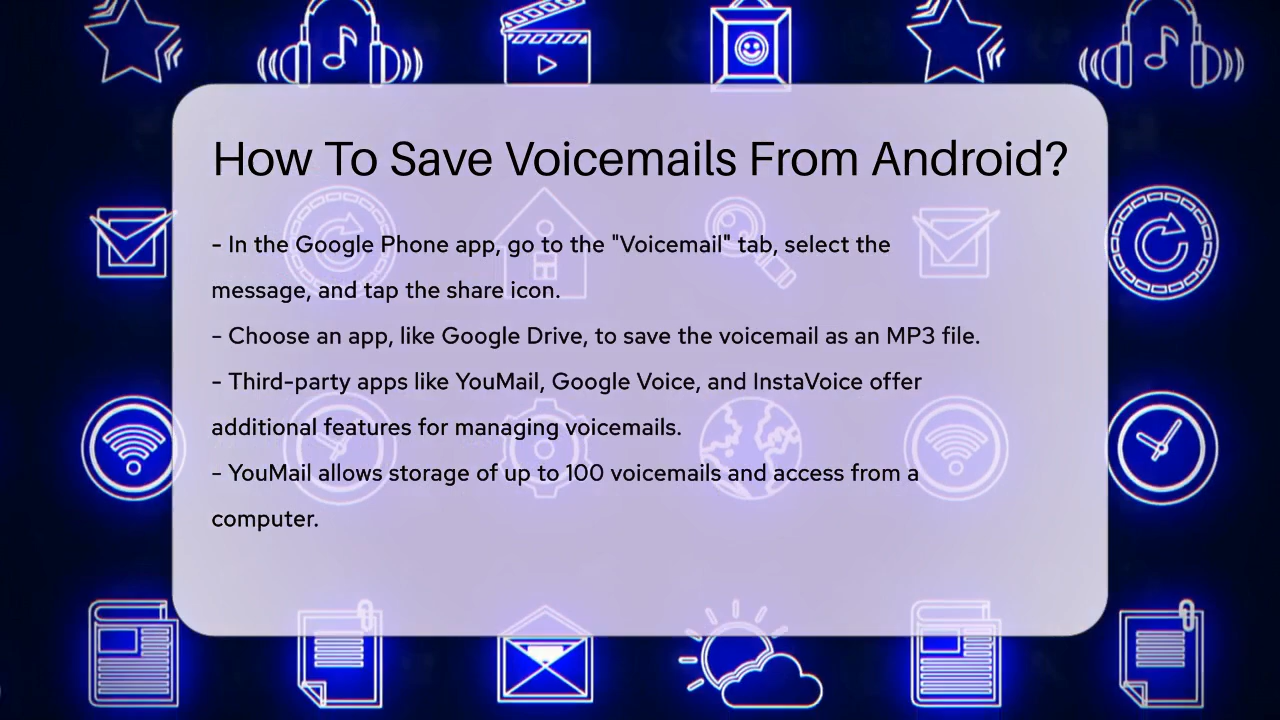 How To Save Voicemails From Android?
- In the Google Phone app, go to the "Voicemail" tab, select the
message, and tap the share icon.
- Choose an app, like Google Drive, to save the voicemail as an MP3 file.
- Third-party apps like YouMail, Google Voice, and InstaVoice offer
additional features for managing voicemails.
- YouMail allows storage of up to 100 voicemails and access from a
computer.